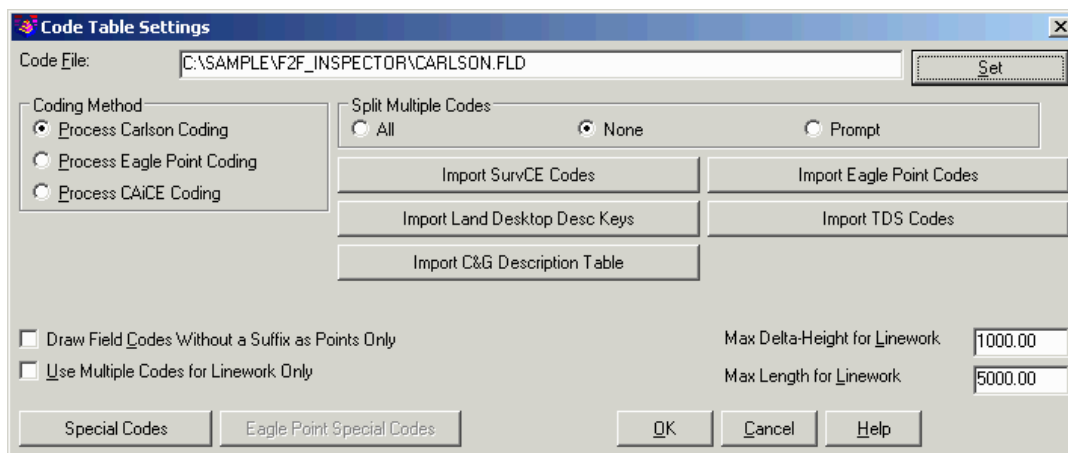 Code Table Settings
Code File: C:\SAMPLE\F2F_INSPECTOR\CARLSON.FLD Set
Coding Method
Process Carlson Coding
Process Eagle Point Coding
Process CAiCE Coding
Split Multiple Codes
All None Prompt
Import SurvCE Codes Import Eagle Point Codes
Import Land Desktop Desc Keys Import TDS Codes
Import C&G Description Table
Draw Field Codes Without a Suffix as Points Only
Use Multiple Codes for Linework Only
Max Delta-Height for Linework 1000.00
Max Length for Linework 5000.00
Special Codes Eagle Point Special Codes OK Cancel Help